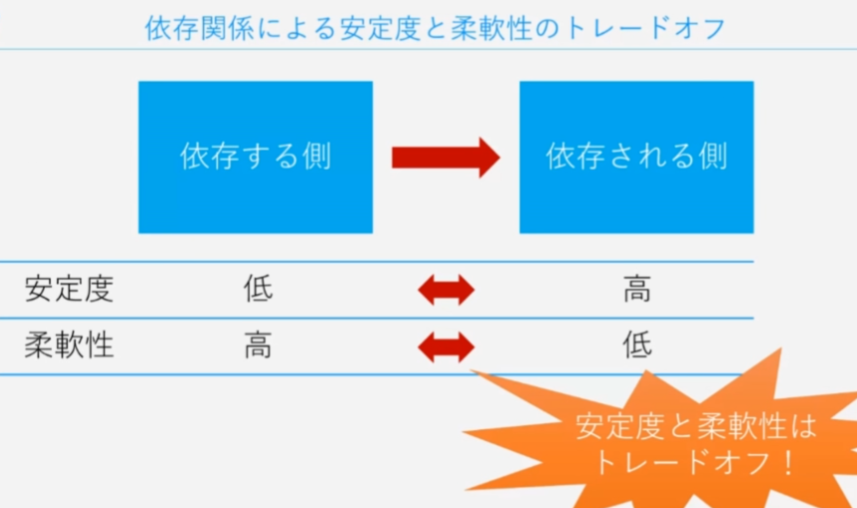 依存関係による安定度と柔軟性のトレードオフ
依存する側
依存される側
安定度 低 高
柔軟性 高 低
安定度と柔軟性は
トレードオフ！